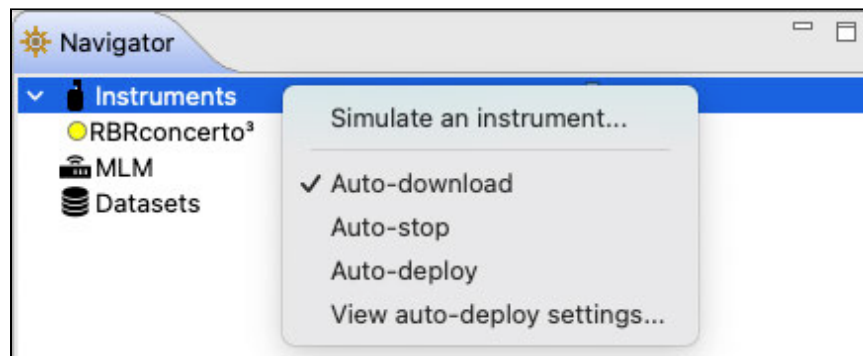 Navigator
Instruments
RBRconcerto³
MLM
Datasets
Simulate an instrument...
Auto-download
Auto-stop
Auto-deploy
View auto-deploy settings...